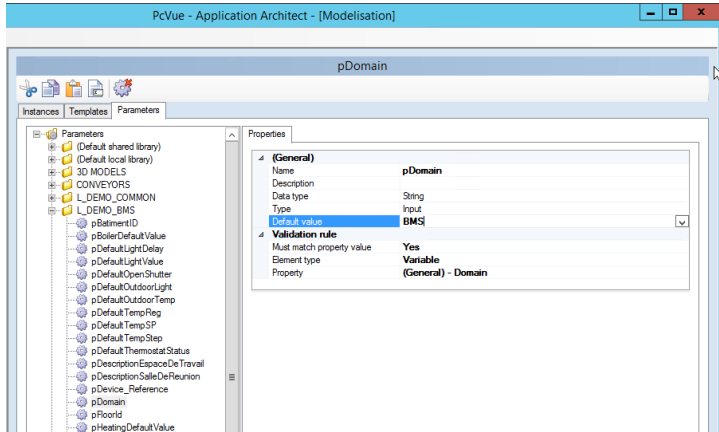 PcVue - Application Architect - [Modelisation]
pDomain
Instances Templates Parameters
Parameters
(Default shared library)
(Default local library)
3D MODELS
CONVEYORS
L_DEMO_COMMON
L_DEMO_BMS
pBatimentID
pBoilerDefaultValue
pDefaultLightDelay
pDefaultLightValue
pDefaultOpenShutter
pDefaultOutdoorLight
pDefaultOutdoorTemp
pDefaultTempReg
pDefaultTempSP
pDefaultTempStep
pDefaultThermostatStatus
pDescriptionEspaceDeTravail
pDescriptionSalleDeReunion
pDevice_Reference
pDomain
pFloorId
pHeatingDefaultValue
Properties
(General)
Name pDomain
Description
Data type String
Type Input
Default value BMS
Validation rule
Must match property value Yes
Element type Variable
Property (General) - Domain